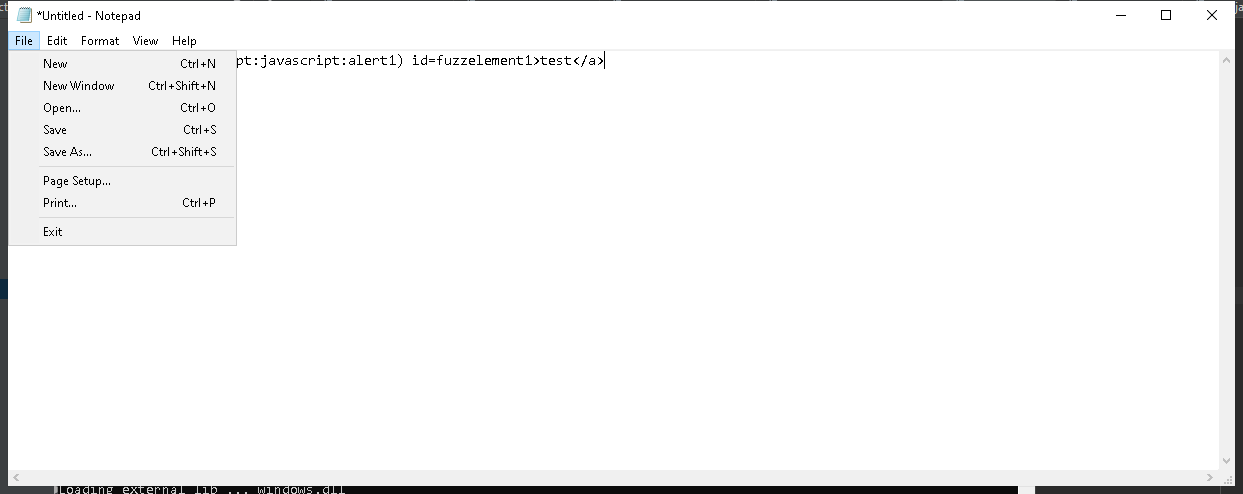 *Untitled - Notepad
File Edit Format View Help
pt:javascript:alert1) id=fuzzelement1>test</a>
New Ctrl+N
New Window Ctrl+Shift+N
Open... Ctrl+O
Save Ctrl+S
Save As... Ctrl+Shift+S
Page Setup...
Print... Ctrl+P
Exit
Loading external lib ... windows.dll